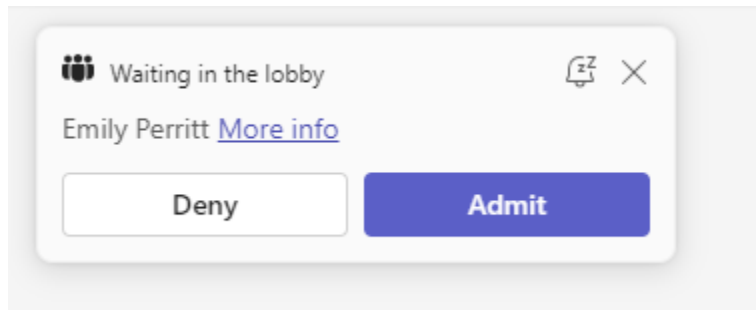 Waiting in the lobby
Emily Perritt More info
Deny Admit